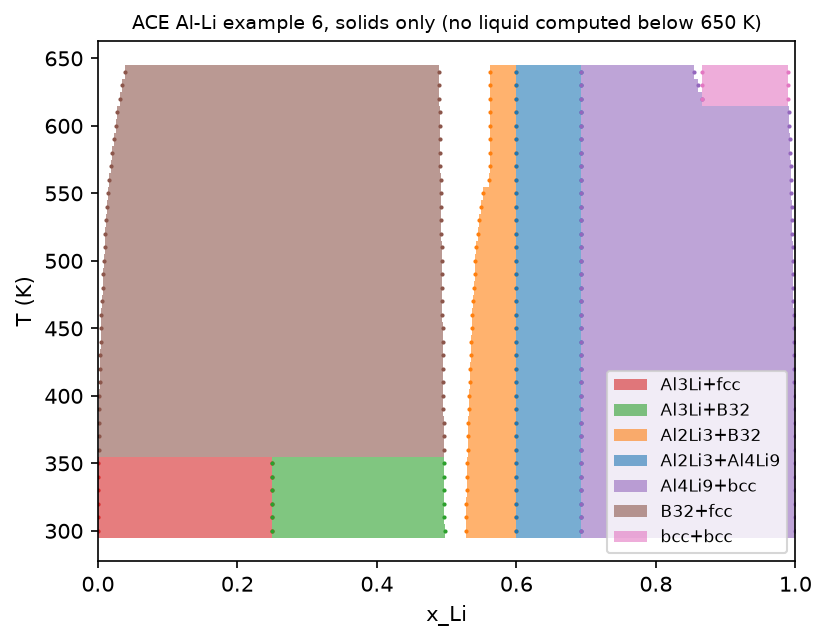 ACE Al-Li example 6, solids only (no liquid computed below 650 K)
650
600
550
500
450
400
350
300
T (K)
Al3Li+fcc
Al3Li+B32
Al2Li3+B32
Al2Li3+Al4Li9
Al4Li9+bcc
B32+fcc
bcc+bcc
0.0 0.2 0.4 0.6 0.8 1.0
x_Li